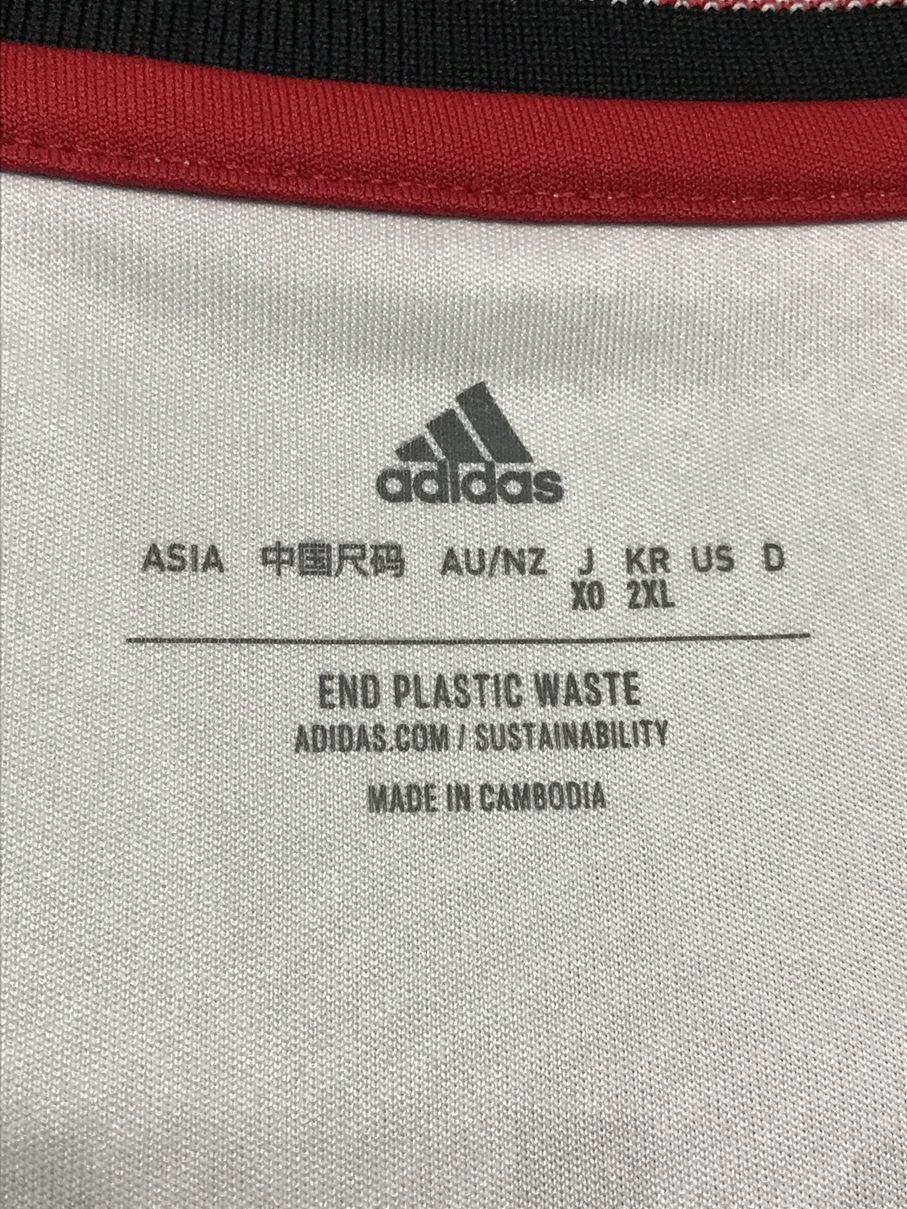 adidas
ASIA 中国尺码 AU/NZ J KR US D
XO 2XL
END PLASTIC WASTE
ADIDAS.COM / SUSTAINABILITY
MADE IN CAMBODIA